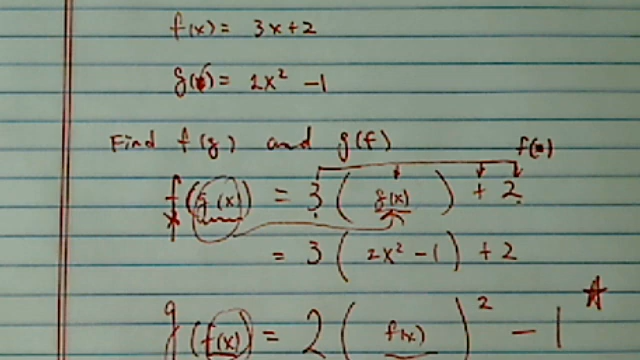 f(x) = 3x+2
g(x) = 2x² -1
Find f(g) and g(f)
f(x)
f(g(x)) = 3( g(x) ) + 2
= 3( 2x² -1 ) + 2
g(f(x)) = 2( f(x) )² - 1